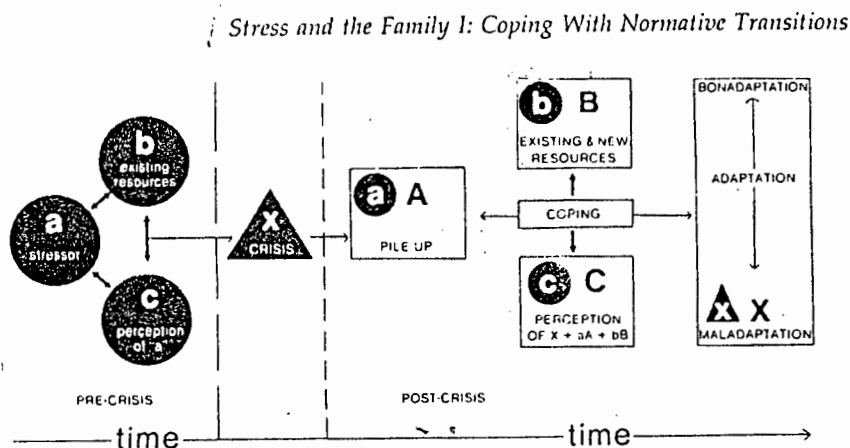 Stress and the Family I: Coping With Normative Transitions
b
existing
resources
a
stressor
c
perception
of "a"
x
CRISIS
a A
PILE UP
b B
EXISTING & NEW
RESOURCES
COPING
c C
PERCEPTION
OF X + aA + bB
BONADAPTATION
ADAPTATION
x X
MALADAPTATION
PRE-CRISIS
POST-CRISIS
time
time